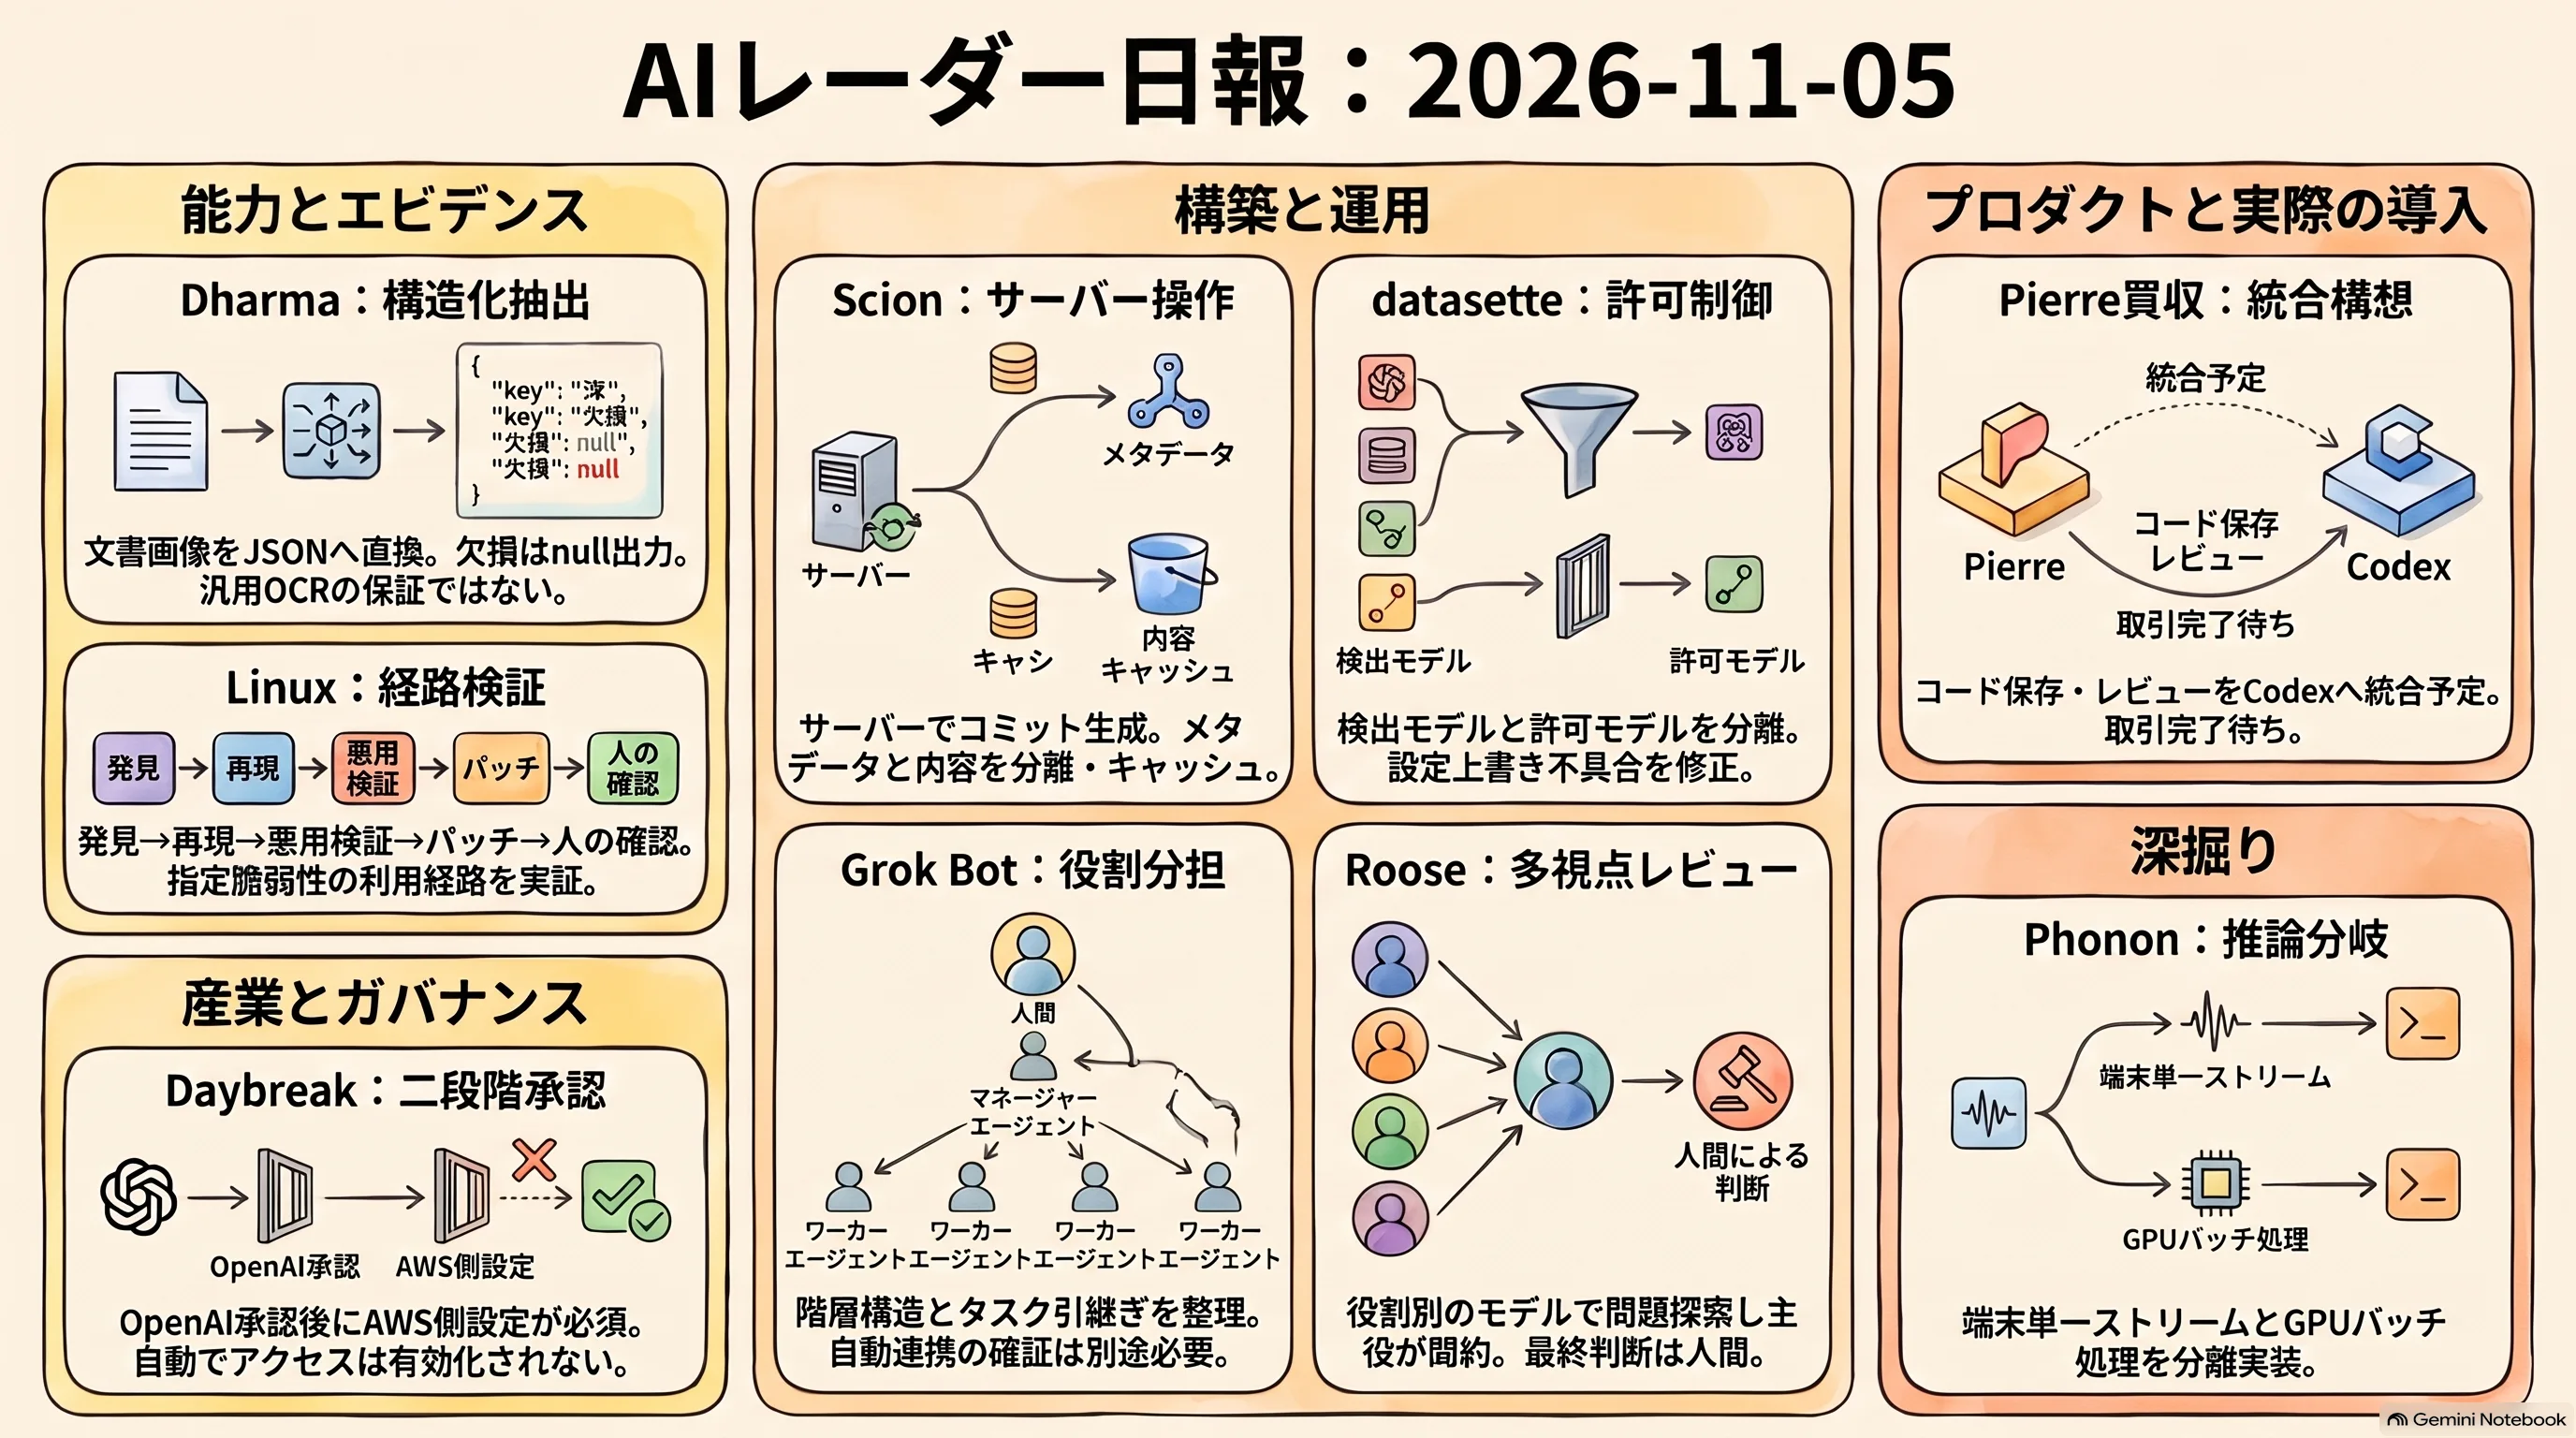 AIレーダー日報：2026-11-05
能力とエビデンス
Dharma：構造化抽出
{
"key": "
"key": "欠損",
"欠損": null",
"欠損": null
}
文書画像をJSONへ直換。欠損はnull出力。
汎用OCRの保証ではない。
Linux：経路検証
発見
再現
悪用
検証
パッチ
人の
確認
発見→再現→悪用検証→パッチ→人の確認。
指定脆弱性の利用経路を実証。
産業とガバナンス
Daybreak：二段階承認
OpenAI承認
AWS側設定
OpenAI承認後にAWS側設定が必須。
自動でアクセスは有効化されない。
構築と運用
Scion：サーバー操作
メタデータ
サーバー
キャシ
内容
キャッシュ
サーバーでコミット生成。メタ
データと内容を分離・キャッシュ。
datasette：許可制御
検出モデル
許可モデル
検出モデルと許可モデルを分離。
設定上書き不具合を修正。
Grok Bot：役割分担
人間
マネージャー
エージェント
ワーカー
エージェント
ワーカー
エージェント
ワーカー
エージェント
ワーカー
エージェント
階層構造とタスク引継ぎを整理。
自動連携の確証は別途必要。
Roose：多視点レビュー
人間による
判断
役割別のモデルで問題探索し主
役が聞約。最終判断は人間。
プロダクトと実際の導入
Pierre買収：統合構想
統合予定
コード保存
レビュー
Pierre
Codex
取引完了待ち
コード保存・レビューをCodexへ統合予定。
取引完了待ち。
深掘り
Phonon：推論分岐
端末単一ストリーム
GPUバッチ処理
端末単一ストリームとGPUバッチ
処理を分離実装。
Gemini Notebook